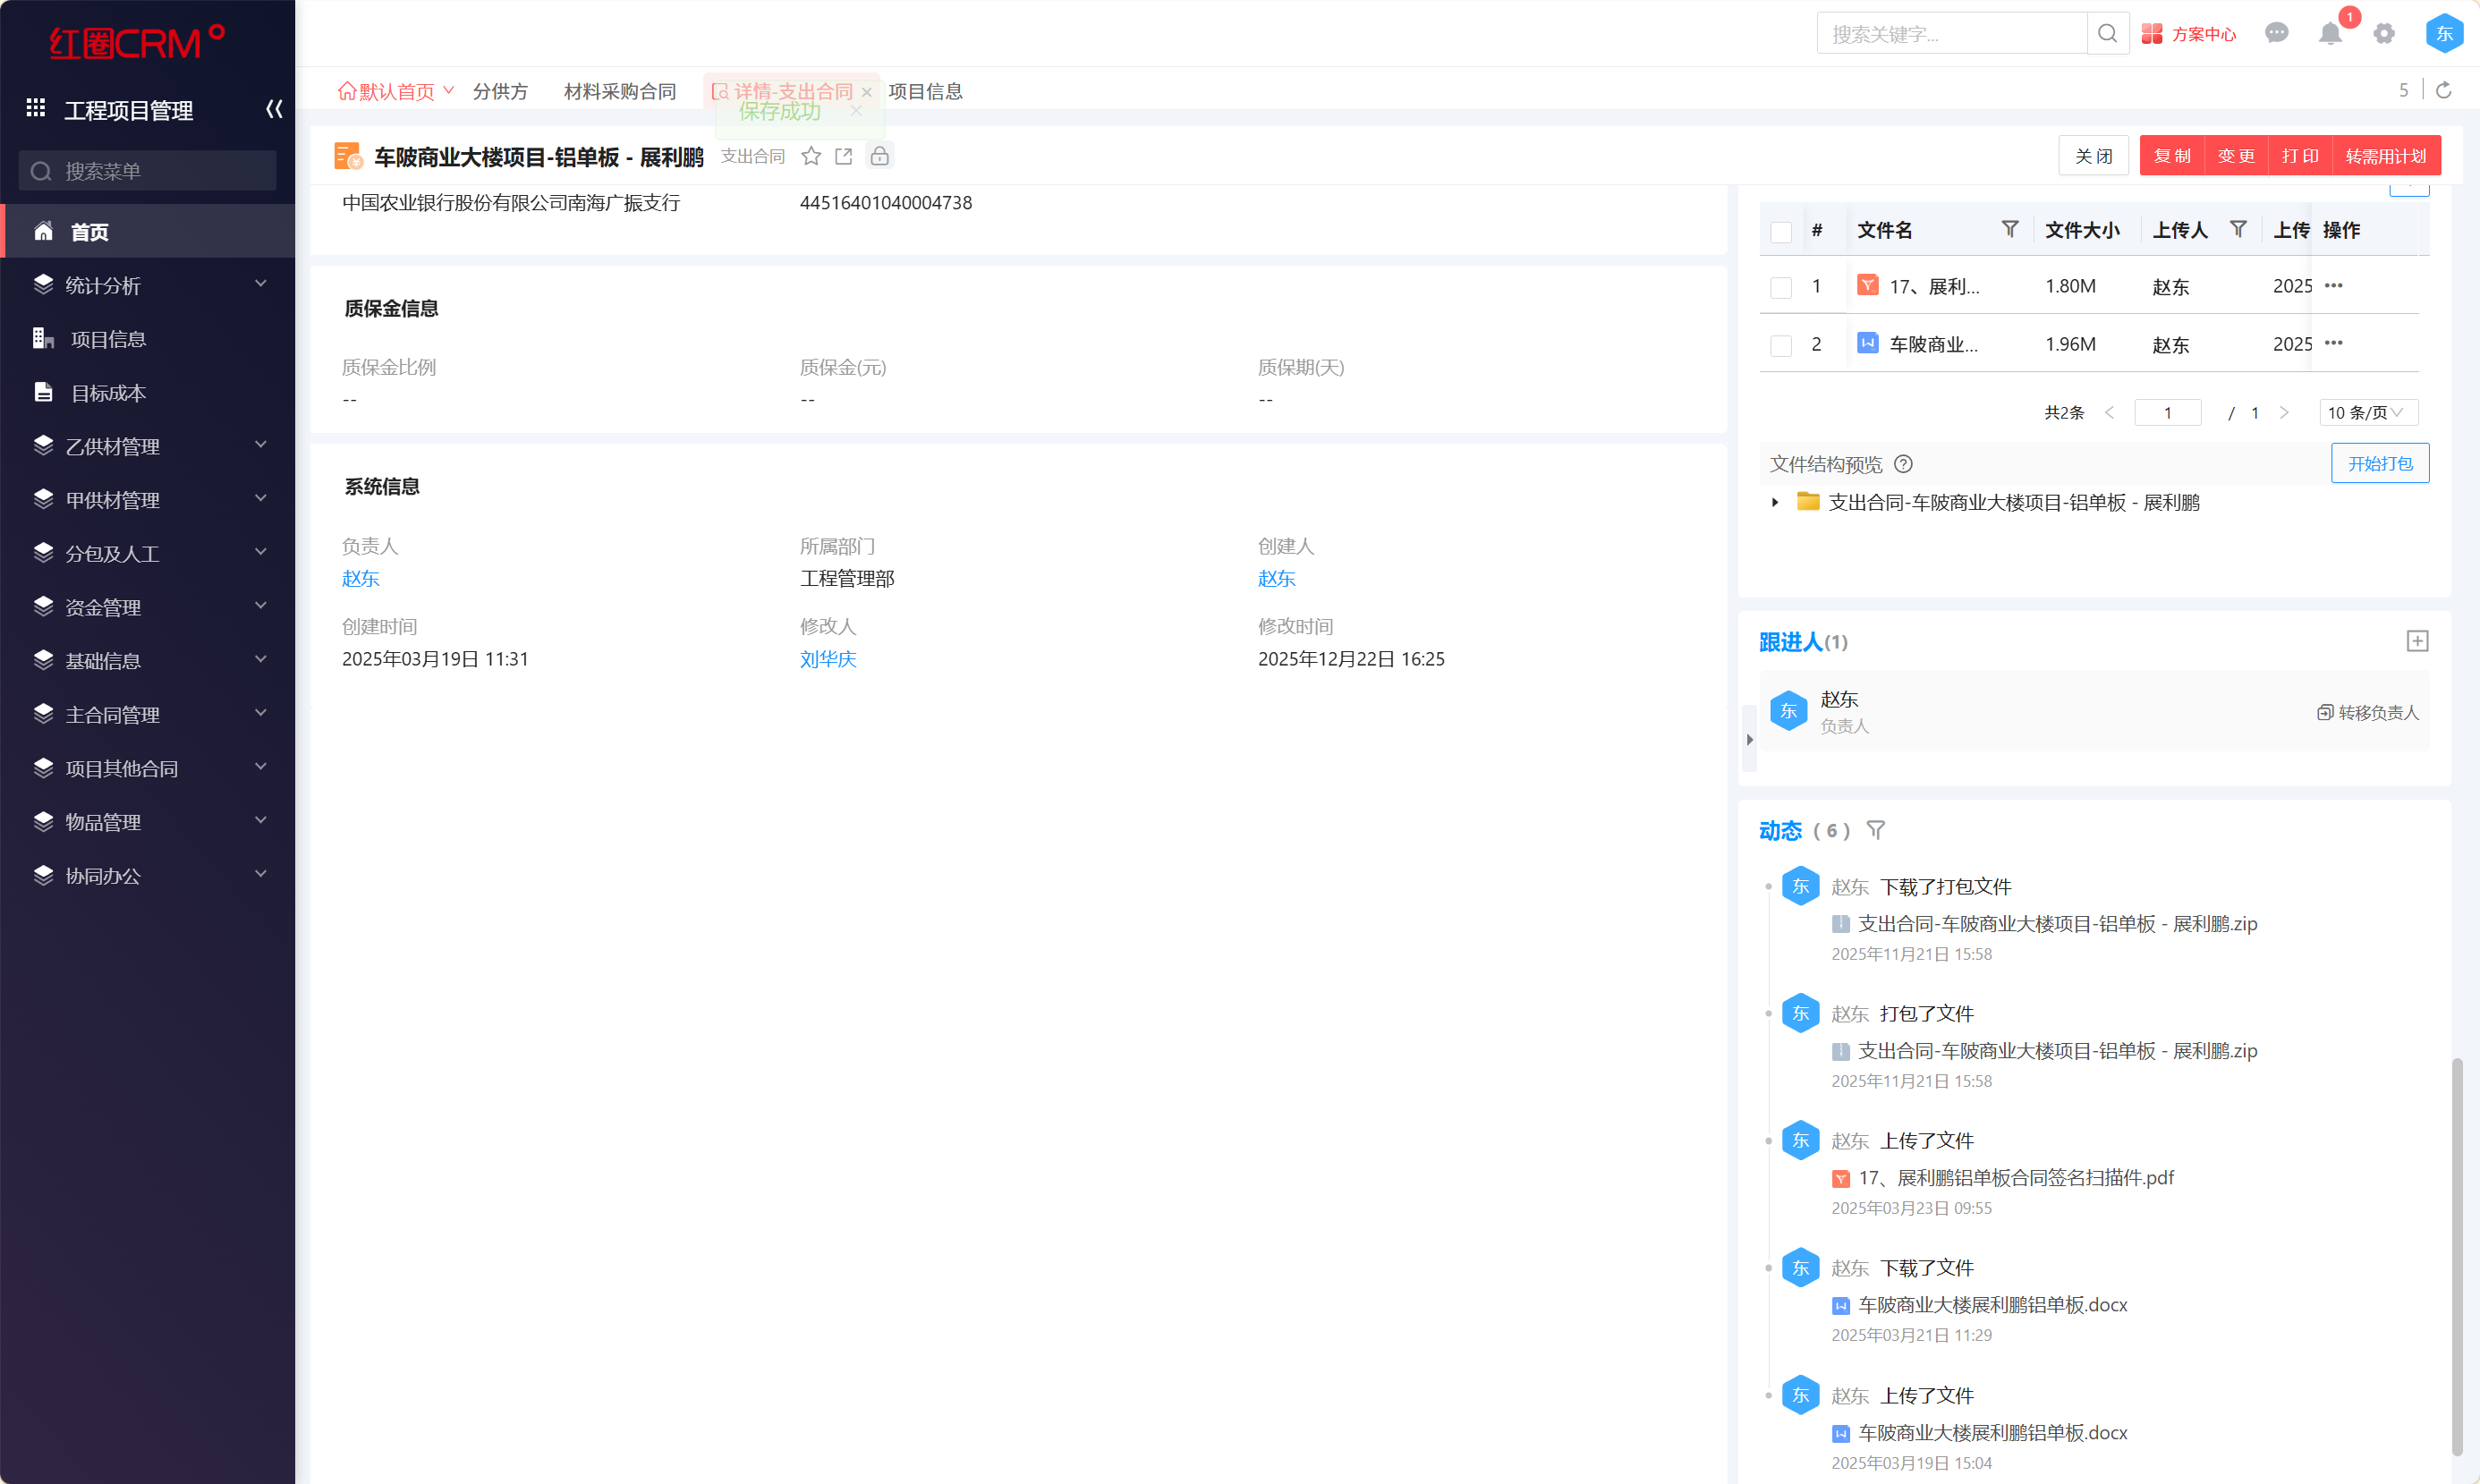 红圈CRM
工程项目管理
搜索菜单
首页
统计分析
项目信息
目标成本
乙供材管理
甲供材管理
分包及人工
资金管理
基础信息
主合同管理
项目其他合同
物品管理
协同办公
搜索关键字...
方案中心
1
东
默认首页
分供方
材料采购合同
详情-支出合同
项目信息
5
保存成功
车陂商业大楼项目-铝单板 - 展利鹏
支出合同
关 闭
复 制
变 更
打 印
转需用计划
中国农业银行股份有限公司南海广振支行
44516401040004738
质保金信息
质保金比例
质保金(元)
质保期(天)
--
--
--
系统信息
负责人
所属部门
创建人
赵东
工程管理部
赵东
创建时间
修改人
修改时间
2025年03月19日 11:31
刘华庆
2025年12月22日 16:25
# 文件名 文件大小 上传人 上传 操作
1 17、展利... 1.80M 赵东 2025 •••
2 车陂商业... 1.96M 赵东 2025 •••
共2条 < 1 / 1 > 10 条/页
文件结构预览
开始打包
支出合同-车陂商业大楼项目-铝单板 - 展利鹏
跟进人(1)
东
赵东
负责人
转移负责人
动态 ( 6 )
东 赵东 下载了打包文件
支出合同-车陂商业大楼项目-铝单板 - 展利鹏.zip
2025年11月21日 15:58
东 赵东 打包了文件
支出合同-车陂商业大楼项目-铝单板 - 展利鹏.zip
2025年11月21日 15:58
东 赵东 上传了文件
17、展利鹏铝单板合同签名扫描件.pdf
2025年03月23日 09:55
东 赵东 下载了文件
车陂商业大楼展利鹏铝单板.docx
2025年03月21日 11:29
东 赵东 上传了文件
车陂商业大楼展利鹏铝单板.docx
2025年03月19日 15:04